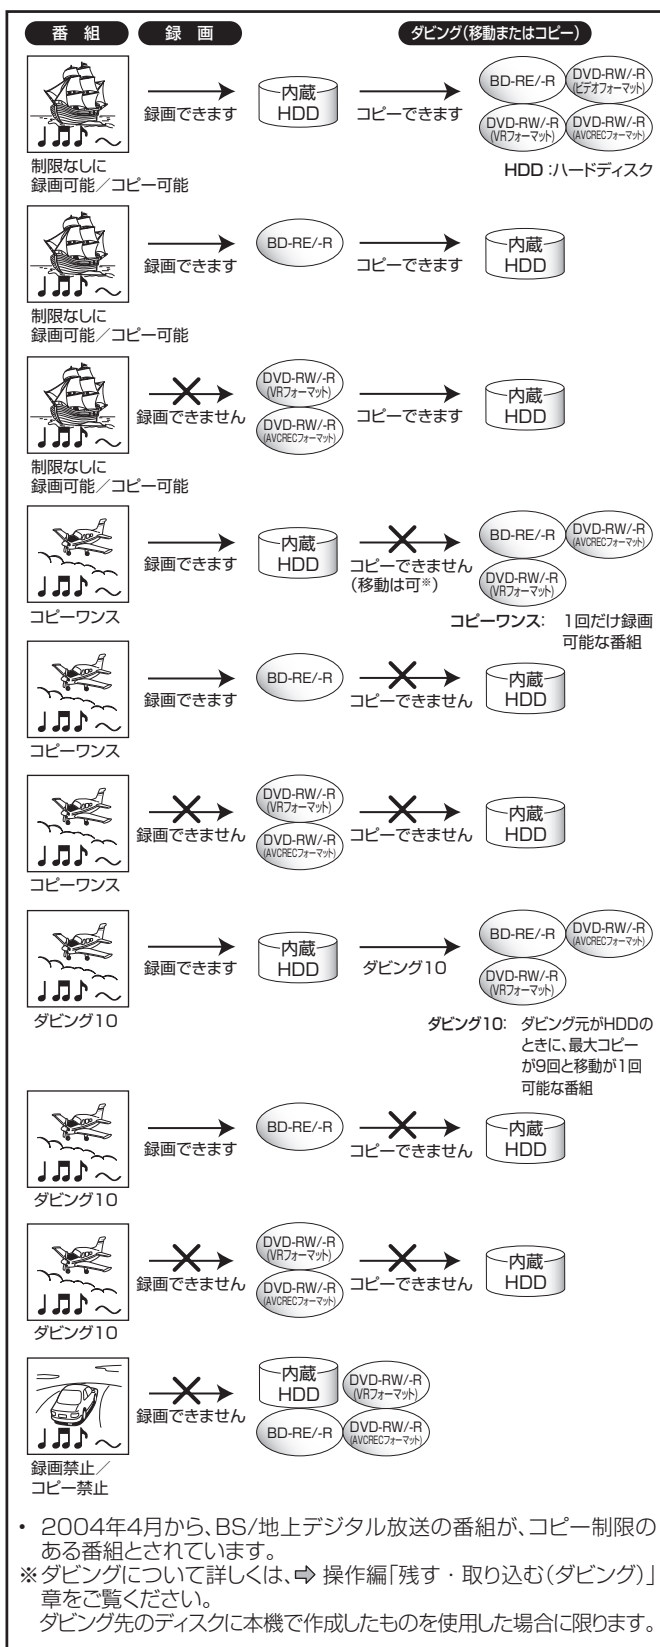 番 組
録 画
ダビング(移動またはコピー)
録画できます
内蔵
HDD
コピーできます
BD-RE/-R
DVD-RW/-R
(ビデオフォーマット)
DVD-RW/-R
(VRフォーマット)
DVD-RW/-R
(AVCRECフォーマット)
制限なしに
録画可能/コピー可能
HDD:ハードディスク
録画できます
BD-RE/-R
コピーできます
内蔵
HDD
制限なしに
録画可能/コピー可能
録画できません
DVD-RW/-R
(VRフォーマット)
DVD-RW/-R
(AVCRECフォーマット)
コピーできます
内蔵
HDD
制限なしに
録画可能/コピー可能
録画できます
内蔵
HDD
コピーできません
(移動は可※)
BD-RE/-R
DVD-RW/-R
(AVCRECフォーマット)
DVD-RW/-R
(VRフォーマット)
コピーワンス
コピーワンス: 1回だけ録画
可能な番組
録画できます
BD-RE/-R
コピーできません
内蔵
HDD
コピーワンス
録画できません
DVD-RW/-R
(VRフォーマット)
DVD-RW/-R
(AVCRECフォーマット)
コピーできません
内蔵
HDD
コピーワンス
録画できます
内蔵
HDD
ダビング10
BD-RE/-R
DVD-RW/-R
(AVCRECフォーマット)
DVD-RW/-R
(VRフォーマット)
ダビング10
ダビング10: ダビング元がHDDの
ときに、最大コピー
が9回と移動が1回
可能な番組
録画できます
BD-RE/-R
コピーできません
内蔵
HDD
ダビング10
録画できません
DVD-RW/-R
(VRフォーマット)
DVD-RW/-R
(AVCRECフォーマット)
コピーできません
内蔵
HDD
ダビング10
録画できません
内蔵
HDD
DVD-RW/-R
(VRフォーマット)
BD-RE/-R
DVD-RW/-R
(AVCRECフォーマット)
録画禁止/
コピー禁止
• 2004年4月から、BS/地上デジタル放送の番組が、コピー制限の
ある番組とされています。
※ダビングについて詳しくは、➪ 操作編「残す・取り込む(ダビング)」
章をご覧ください。
ダビング先のディスクに本機で作成したものを使用した場合に限ります。